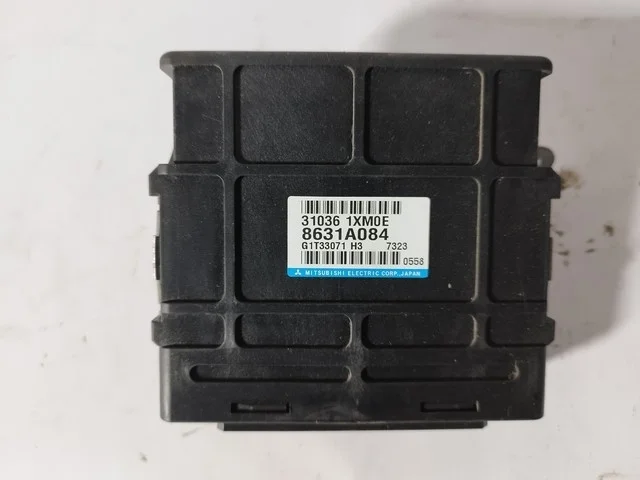 31036 1XM0E
8631A084
G1T33071 H3 7323
0558
MITSUBISHI ELECTRIC CORP.,JAPAN